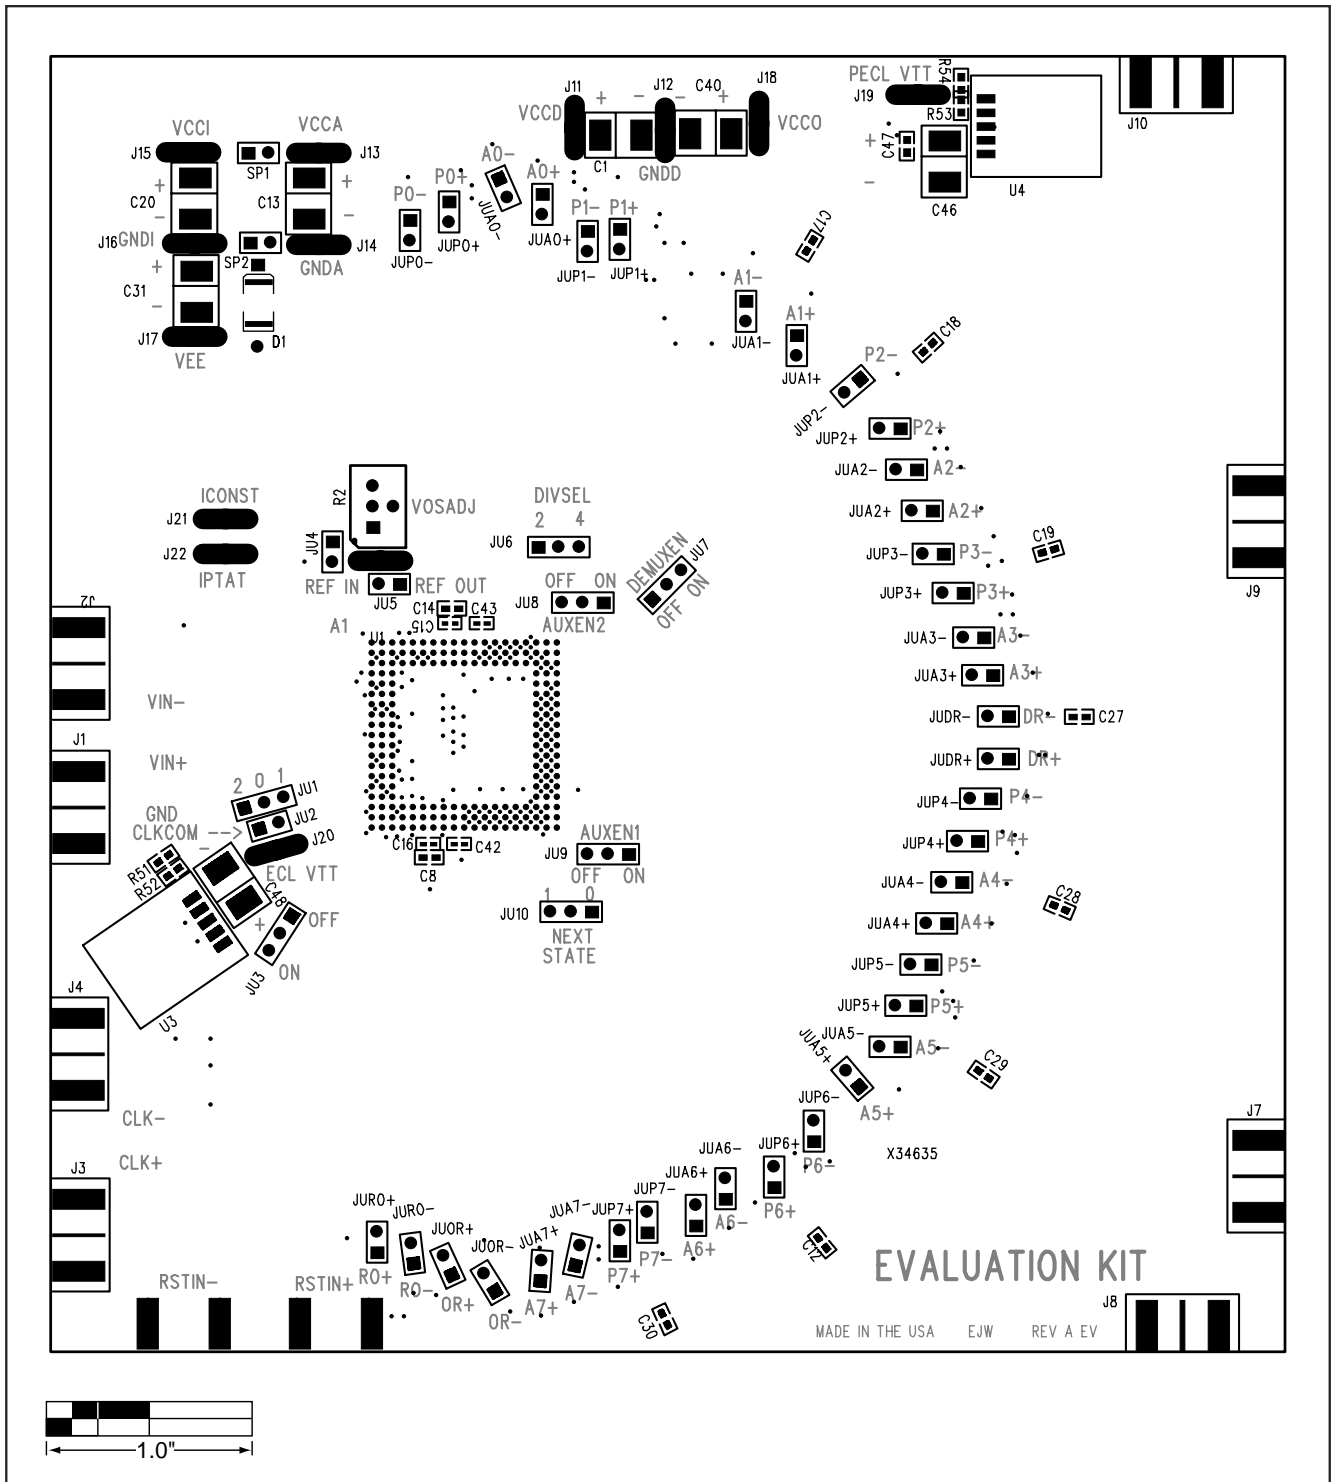 J11
J12
C40
J18
PECL VTT
R54
+ - - +
VCCD
VCCO
J19
R53
J10
VCCI
VCCA
J15
J13
SP1
C1
GNDD
+
C47
-
U4
C46
A0-
A0+
P0-
P0+
P1-
P1+
+
C20
-
C13
+
-
J16
GNDI
J14
SP2
GNDA
JUA0-
JUP0-
JUP0+
JUA0+
JUP1-
JUP1+
C17
+
C31
-
J17
D1
VEE
A1-
A1+
JUA1-
JUA1+
C18
P2-
JUP2-
JUP2+
P2+
JUA2-
A2-
ICONST
J21
R2
VOSADJ
DIVSEL
2 4
JUA2+
A2+
J22
IPTAT
JU4
JU6
DEMUXEN
JU7
OFF ON
JUP3-
P3-
C19
REF IN
REF OUT
JU5
OFF ON
JU8
AUXEN2
JUP3+
P3+
J9
J2
C14
C43
C15
A1
U1
JUA3-
A3-
JUA3+
A3+
VIN-
JUDR-
DR-
C27
J1
VIN+
JUDR+
DR+
2 0 1
JU1
JUP4-
P4-
GND
JU2
CLKCOM -->
J20
JUP4+
P4+
C16
C42
AUXEN1
JU9
OFF ON
C8
R51
R52
-
ECL VTT
C48
+
JUA4-
A4-
C28
OFF
JU3
ON
1 0
JU10
NEXT
STATE
JUA4+
A4+
JUP5-
P5-
J4
U3
JUP5+
P5+
JUA5-
A5-
JUA5+
A5+
C29
CLK-
JUP6-
J7
X34635
CLK+
J3
JUA6-
JUP6+
P6-
JUA6+
JUP7-
P6+
A6-
JUR0+
JUR0-
JUOR+
JUOR-
JUA7+
JUA7-
JUP7+
A6+
P7-
C12
RSTIN-
RSTIN+
R0+
R0-
OR+
OR-
A7+
A7-
P7+
C30
EVALUATION KIT
J8
MADE IN THE USA EJW REV A EV
1.0"